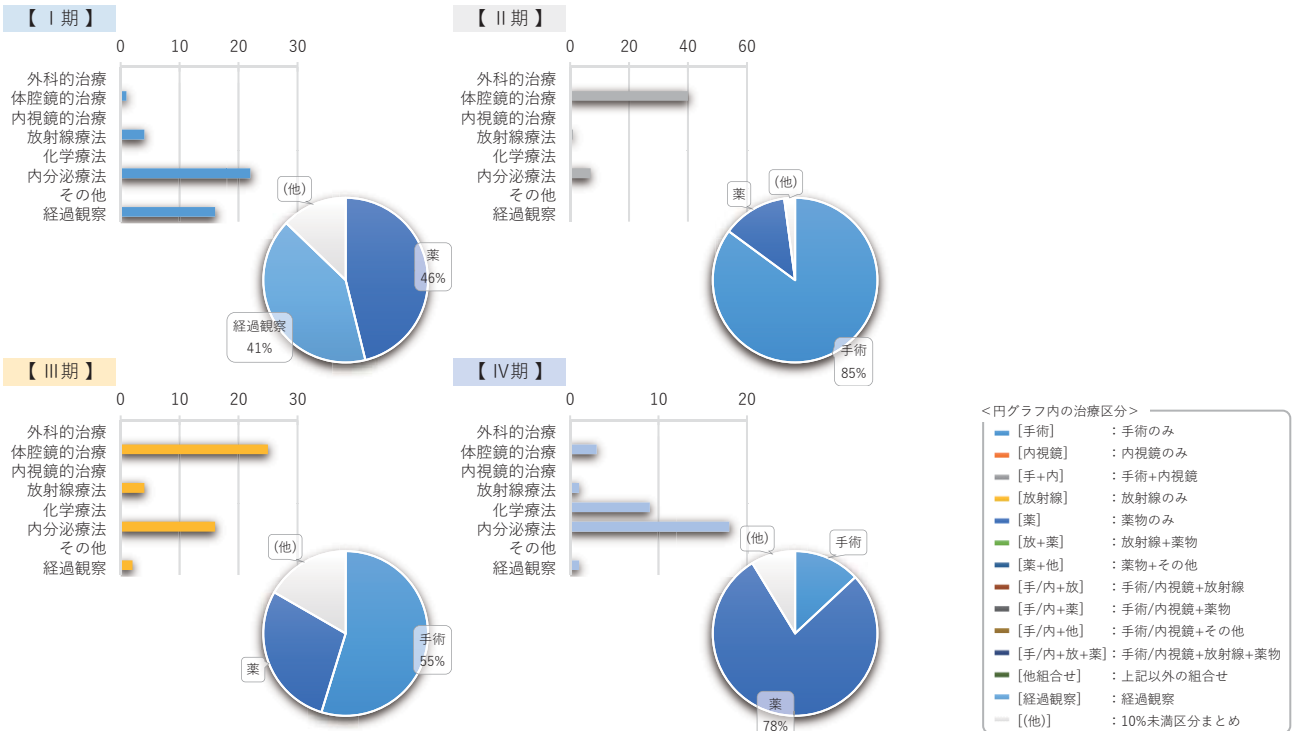 【 Ⅰ期 】
0 10 20 30
外科的治療
体腔鏡的治療
内視鏡的治療
放射線療法
化学療法
内分泌療法
その他
経過観察
(他)
薬
46%
経過観察
41%
【 Ⅱ期 】
0 20 40 60
外科的治療
体腔鏡的治療
内視鏡的治療
放射線療法
化学療法
内分泌療法
その他
経過観察
(他)
薬
手術
85%
【 Ⅲ期 】
0 10 20 30
外科的治療
体腔鏡的治療
内視鏡的治療
放射線療法
化学療法
内分泌療法
その他
経過観察
(他)
手術
55%
薬
【 Ⅳ期 】
0 10 20
外科的治療
体腔鏡的治療
内視鏡的治療
放射線療法
化学療法
内分泌療法
その他
経過観察
(他)
手術
薬
78%
<円グラフ内の治療区分>
[手術] ：手術のみ
[内視鏡] ：内視鏡のみ
[手+内] ：手術+内視鏡
[放射線] ：放射線のみ
[薬] ：薬物のみ
[放+薬] ：放射線+薬物
[薬+他] ：薬物+その他
[手/内+放] ：手術/内視鏡+放射線
[手/内+薬] ：手術/内視鏡+薬物
[手/内+他] ：手術/内視鏡+その他
[手/内+放+薬]：手術/内視鏡+放射線+薬物
[他組合せ] ：上記以外の組合せ
[経過観察] ：経過観察
[(他)] ：10%未満区分まとめ